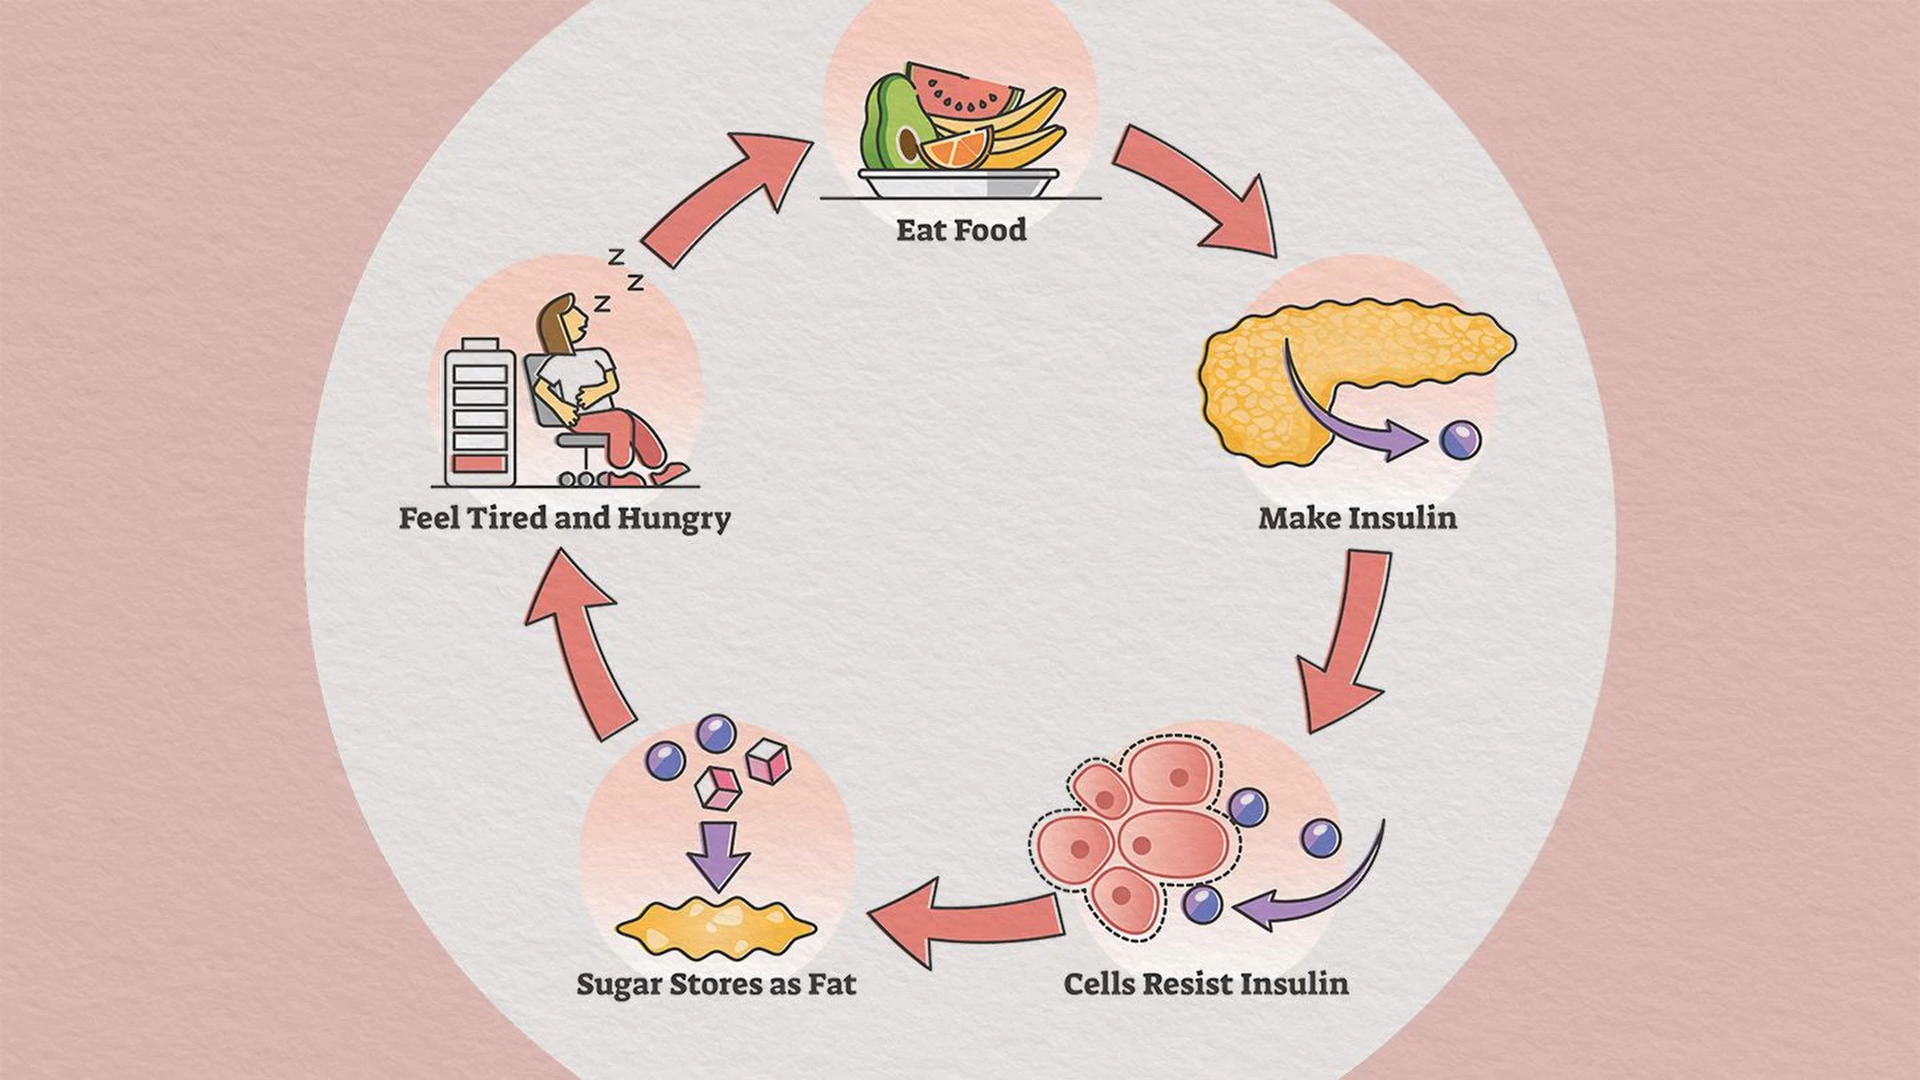 Eat Food
Z
Z
Z
Feel Tired and Hungry
Make Insulin
Sugar Stores as Fat
Cells Resist Insulin